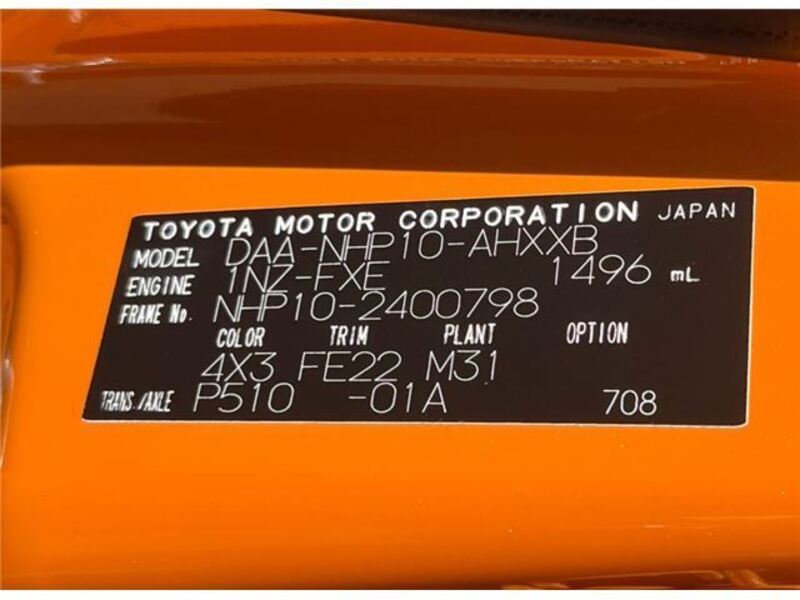 TOYOTA MOTOR CORPORATION JAPAN
MODEL DAA-NHP10-AHXXB
ENGINE 1NZ-FXE 1496 mL
FRAME No. NHP10-2400798
COLOR TRIM PLANT OPTION
4X3 FE22 M31
TRANS./AXLE P510 -01A 708